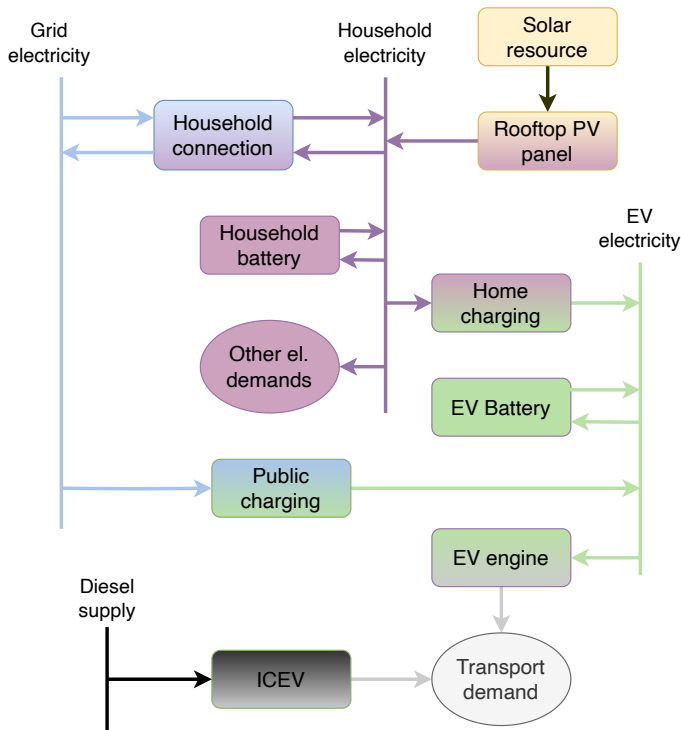 Grid
electricity
Household
electricity
Solar
resource
Household
connection
Rooftop PV
panel
Household
battery
EV
electricity
Home
charging
Other el.
demands
EV Battery
Public
charging
EV engine
Diesel
supply
ICEV
Transport
demand